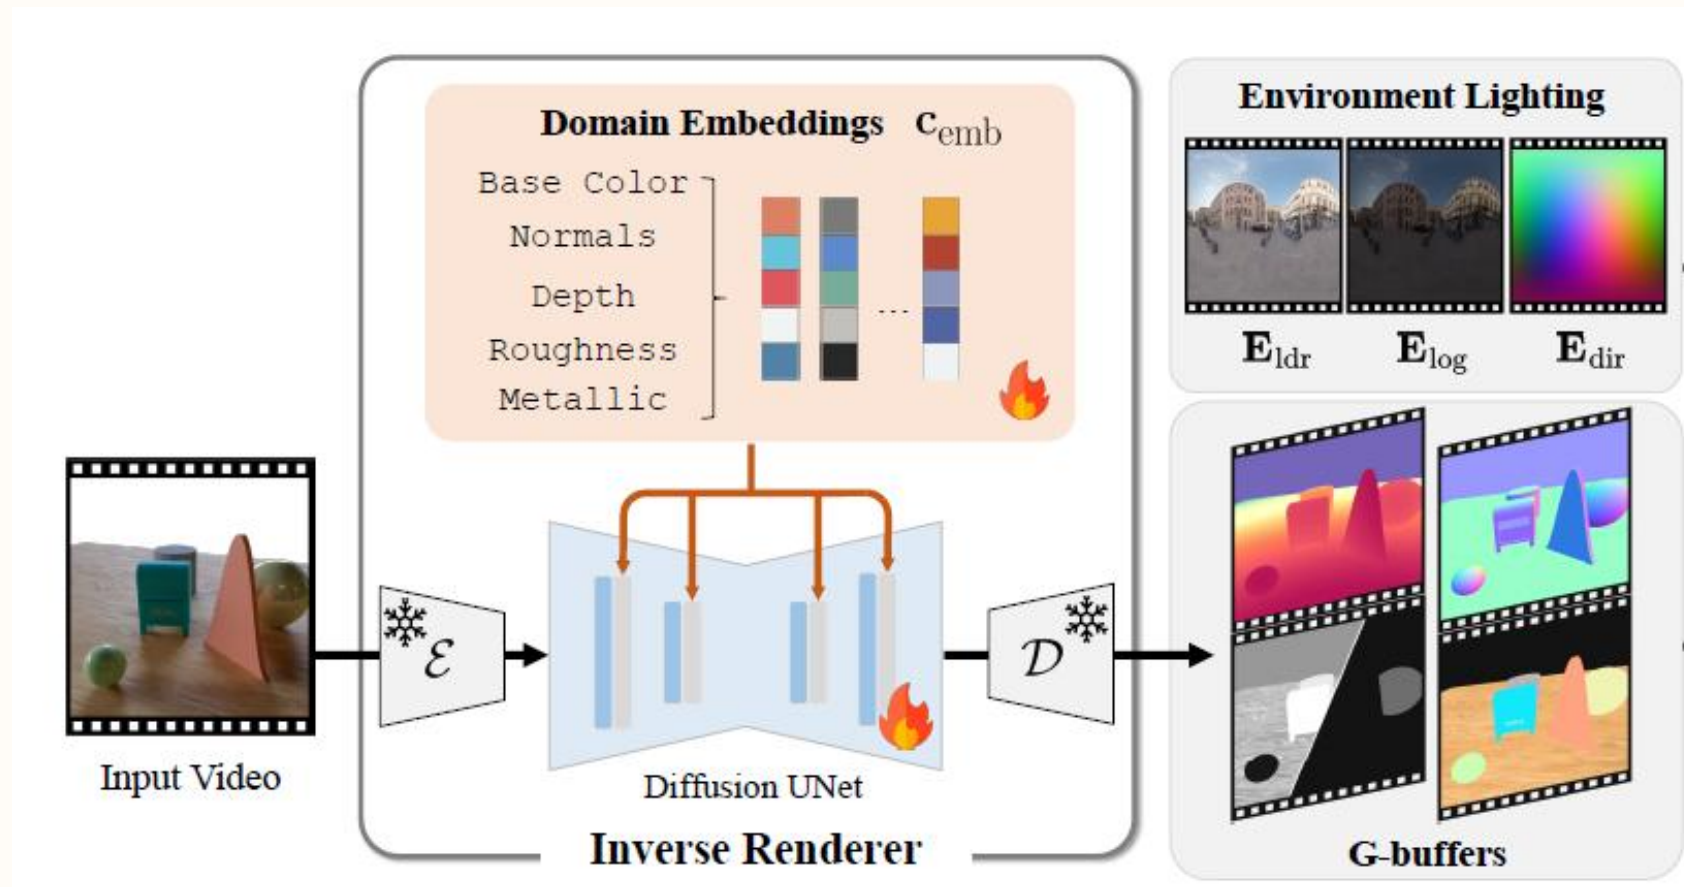 Domain Embeddings c_emb
Base Color
Normals
Depth
Roughness
Metallic
...
Input Video
ℰ
𝒟
Diffusion UNet
Inverse Renderer
Environment Lighting
E_ldr E_log E_dir
G-buffers